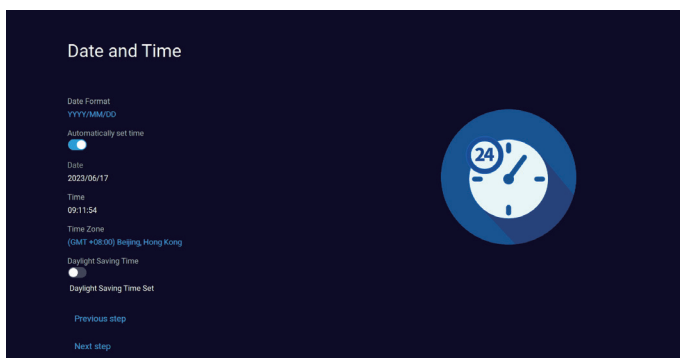 Date and Time
Date Format
YYYY/MM/DD
Automatically set time
Date
2023/06/17
Time
09:11:54
Time Zone
(GMT +08:00) Beijing, Hong Kong
Daylight Saving Time
Daylight Saving Time Set
Previous step
Next step
24